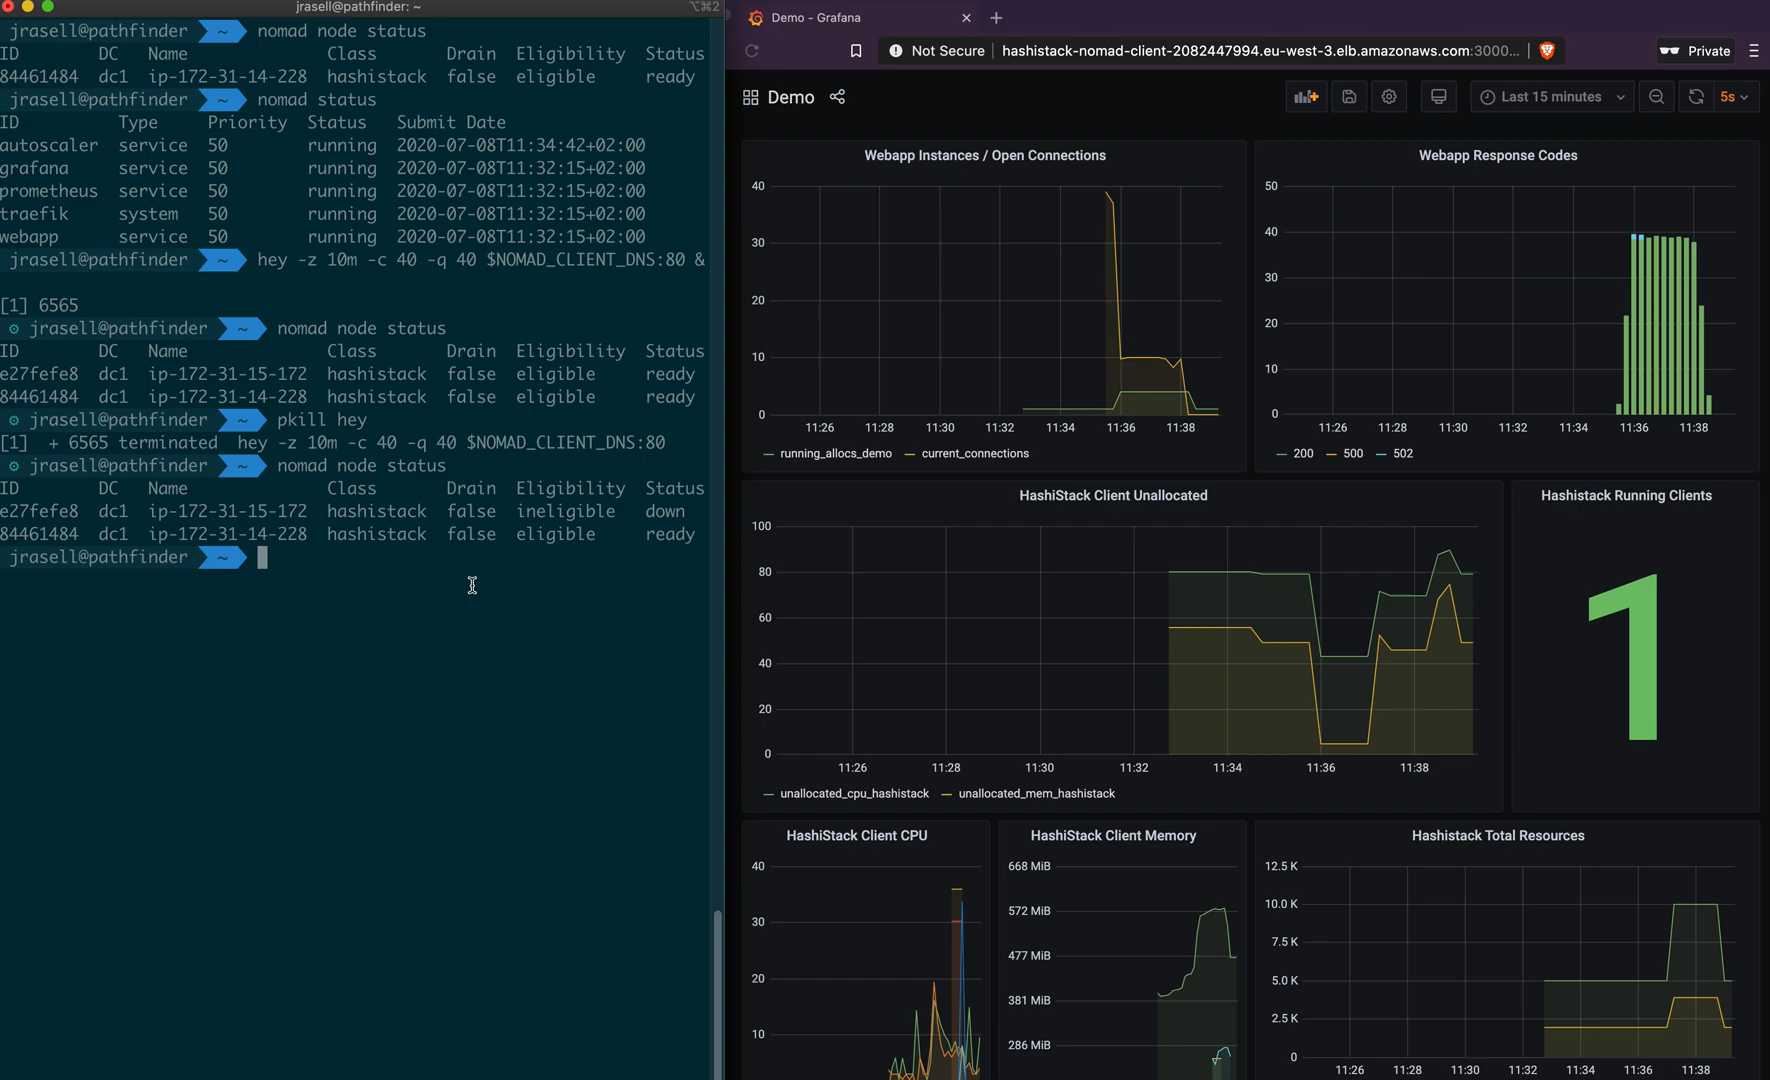 jrasell@pathfinder: ~
⌥⌘2
jrasell@pathfinder ~ nomad node status
ID DC Name Class Drain Eligibility Status
84461484 dc1 ip-172-31-14-228 hashistack false eligible ready
jrasell@pathfinder ~ nomad status
ID Type Priority Status Submit Date
autoscaler service 50 running 2020-07-08T11:34:42+02:00
grafana service 50 running 2020-07-08T11:32:15+02:00
prometheus service 50 running 2020-07-08T11:32:15+02:00
traefik system 50 running 2020-07-08T11:32:15+02:00
webapp service 50 running 2020-07-08T11:32:15+02:00
jrasell@pathfinder ~ hey -z 10m -c 40 -q 40 $NOMAD_CLIENT_DNS:80 &
[1] 6565
jrasell@pathfinder ~ nomad node status
ID DC Name Class Drain Eligibility Status
e27fefe8 dc1 ip-172-31-15-172 hashistack false eligible ready
84461484 dc1 ip-172-31-14-228 hashistack false eligible ready
jrasell@pathfinder ~ pkill hey
[1] + 6565 terminated hey -z 10m -c 40 -q 40 $NOMAD_CLIENT_DNS:80
jrasell@pathfinder ~ nomad node status
ID DC Name Class Drain Eligibility Status
e27fefe8 dc1 ip-172-31-15-172 hashistack false ineligible down
84461484 dc1 ip-172-31-14-228 hashistack false eligible ready
jrasell@pathfinder ~
Demo - Grafana
Not Secure hashistack-nomad-client-2082447994.eu-west-3.elb.amazonaws.com:3000... Private
Demo
Last 15 minutes 5s
Webapp Instances / Open Connections
40
30
20
10
0
11:26 11:28 11:30 11:32 11:34 11:36 11:38
running_allocs_demo current_connections
Webapp Response Codes
50
40
30
20
10
0
11:26 11:28 11:30 11:32 11:34 11:36 11:38
200 500 502
HashiStack Client Unallocated
100
80
60
40
20
0
11:26 11:28 11:30 11:32 11:34 11:36 11:38
unallocated_cpu_hashistack unallocated_mem_hashistack
Hashistack Running Clients
1
HashiStack Client CPU
40
30
20
10
HashiStack Client Memory
668 MiB
572 MiB
477 MiB
381 MiB
286 MiB
Hashistack Total Resources
12.5 K
10.0 K
7.5 K
5.0 K
2.5 K
0
11:26 11:28 11:30 11:32 11:34 11:36 11:38